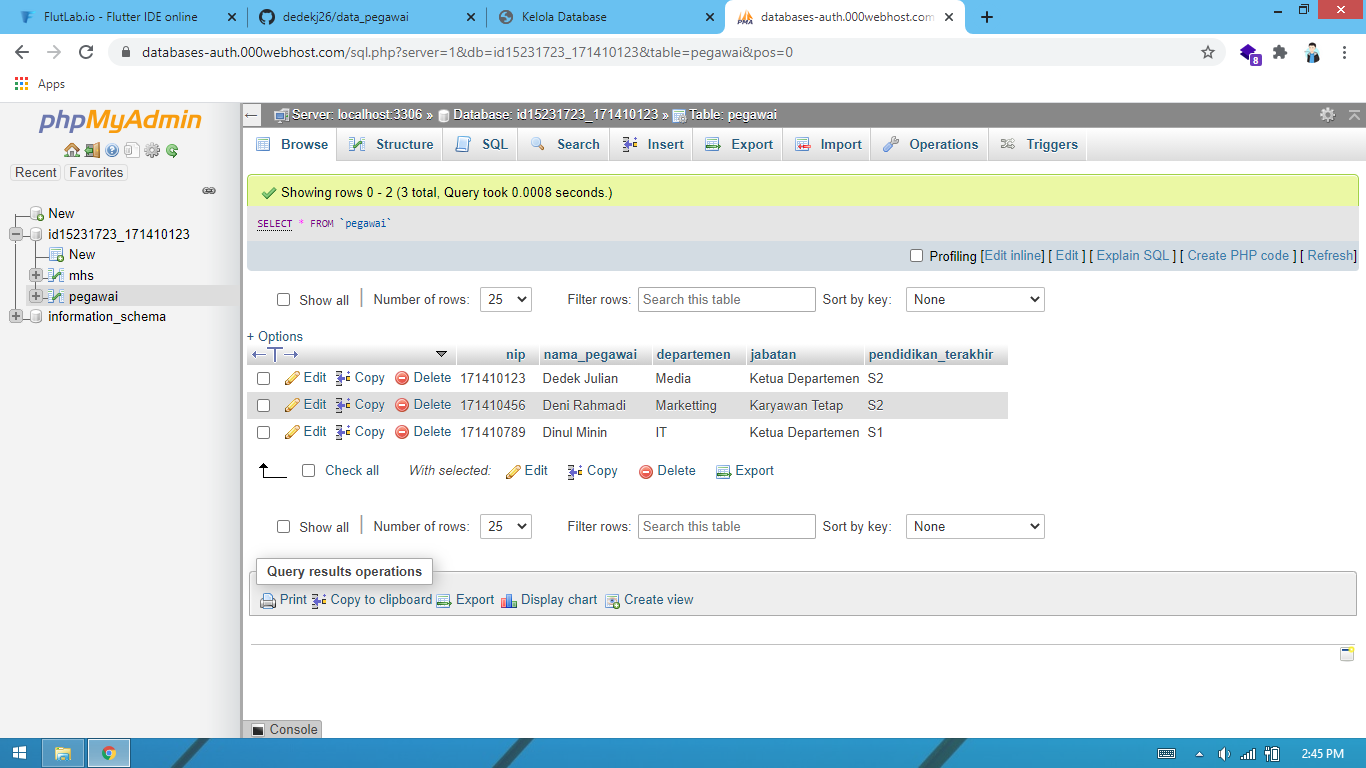 FlutLab.io - Flutter IDE online
dedekj26/data_pegawai
Kelola Database
databases-auth.000webhost.com
databases-auth.000webhost.com/sql.php?server=1&db=id15231723_171410123&table=pegawai&pos=0
8
Apps
phpMyAdmin
Recent Favorites
New
id15231723_171410123
New
mhs
pegawai
information_schema
Server: localhost:3306 » Database: id15231723_171410123 » Table: pegawai
Browse Structure SQL Search Insert Export Import Operations Triggers
Showing rows 0 - 2 (3 total, Query took 0.0008 seconds.)
SELECT * FROM `pegawai`
Profiling [Edit inline] [ Edit ] [ Explain SQL ] [ Create PHP code ] [ Refresh]
Show all | Number of rows: 25 Filter rows: Search this table Sort by key: None
+ Options
←T→ nip nama_pegawai departemen jabatan pendidikan_terakhir
Edit Copy Delete 171410123 Dedek Julian Media Ketua Departemen S2
Edit Copy Delete 171410456 Deni Rahmadi Marketting Karyawan Tetap S2
Edit Copy Delete 171410789 Dinul Minin IT Ketua Departemen S1
Check all With selected: Edit Copy Delete Export
Show all | Number of rows: 25 Filter rows: Search this table Sort by key: None
Query results operations
Print Copy to clipboard Export Display chart Create view
Console
2:45 PM